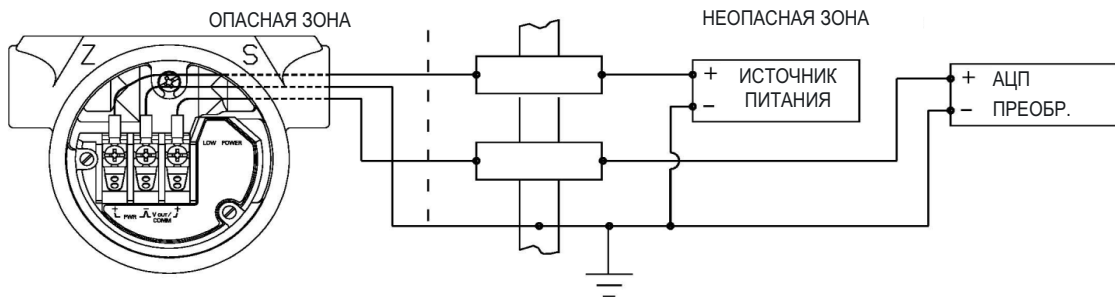 ОПАСНАЯ ЗОНА
НЕОПАСНАЯ ЗОНА
Z S
LOW POWER
+ PWR - V OUT/ +
COMM
+ ИСТОЧНИК
- ПИТАНИЯ
+ АЦП
- ПРЕОБР.